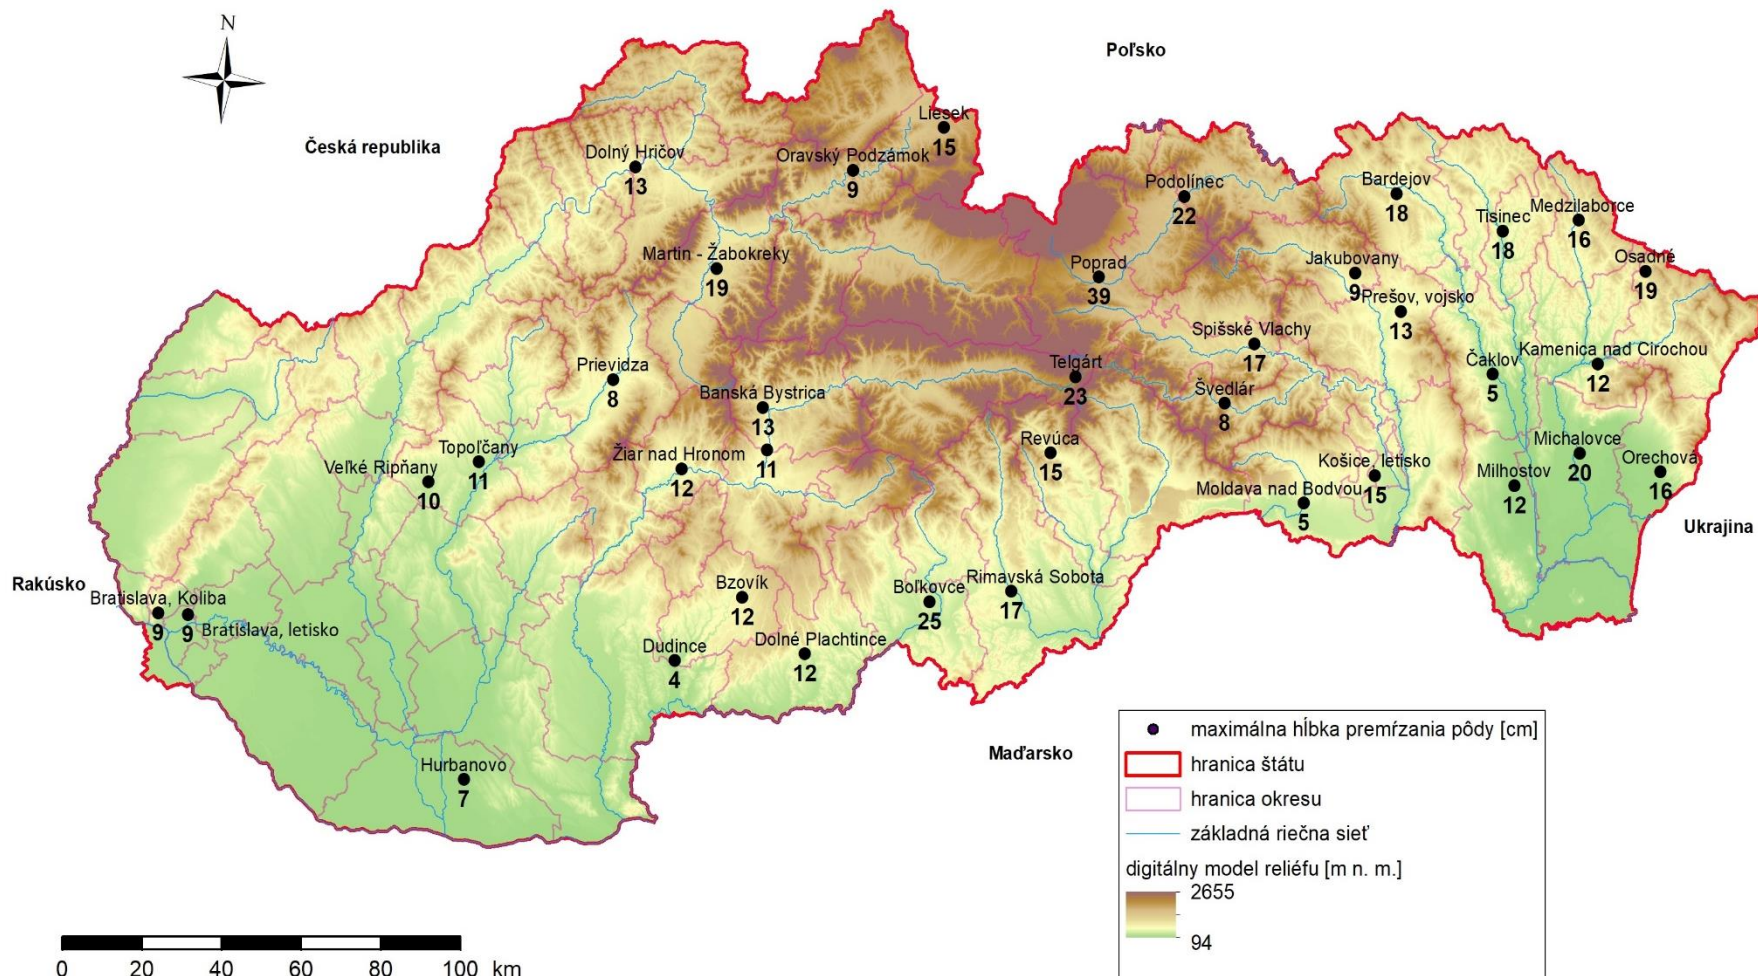 N
Poľsko
Česká republika
Liesek
15
Dolný Hričov
13
Oravský Podzámok
9
Podolínec
22
Bardejov
18
Tisinec
18
Medzilaborce
16
Martin - Žabokreky
19
Poprad
39
Jakubovany
9
Osadné
19
Prešov, vojsko
13
Spišské Vlachy
17
Prievidza
8
Telgárt
23
Čaklov
5
Kamenica nad Cirochou
12
Banská Bystrica
13
Švedlár
8
11
Topoľčany
11
Veľké Ripňany
10
Žiar nad Hronom
12
Revúca
15
Košice, letisko
15
Moldava nad Bodvou
5
Michalovce
20
Milhostov
12
Orechová
16
Ukrajina
Rakúsko
Bratislava, Koliba
9
9
Bratislava, letisko
Bzovík
12
Boľkovce
25
Rimavská Sobota
17
Dudince
4
Dolné Plachtince
12
Hurbanovo
7
Maďarsko
maximálna hĺbka premŕzania pôdy [cm]
hranica štátu
hranica okresu
základná riečna sieť
digitálny model reliéfu [m n. m.]
2655
94
0 20 40 60 80 100 km